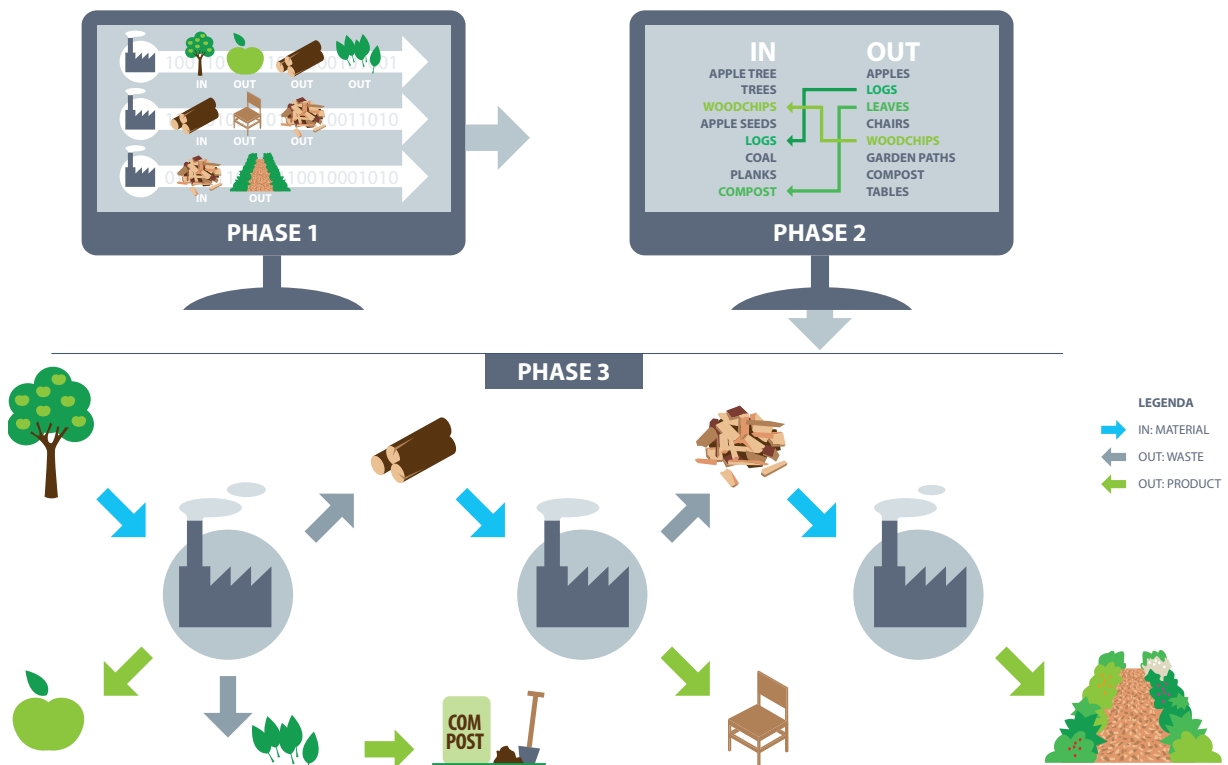 IN
OUT
OUT
OUT
IN
OUT
OUT
IN
OUT
PHASE 1
IN
OUT
APPLE TREE
APPLES
TREES
LOGS
WOODCHIPS
LEAVES
APPLE SEEDS
CHAIRS
LOGS
WOODCHIPS
COAL
GARDEN PATHS
PLANKS
COMPOST
COMPOST
TABLES
PHASE 2
PHASE 3
LEGENDA
IN: MATERIAL
OUT: WASTE
OUT: PRODUCT
COM
POST